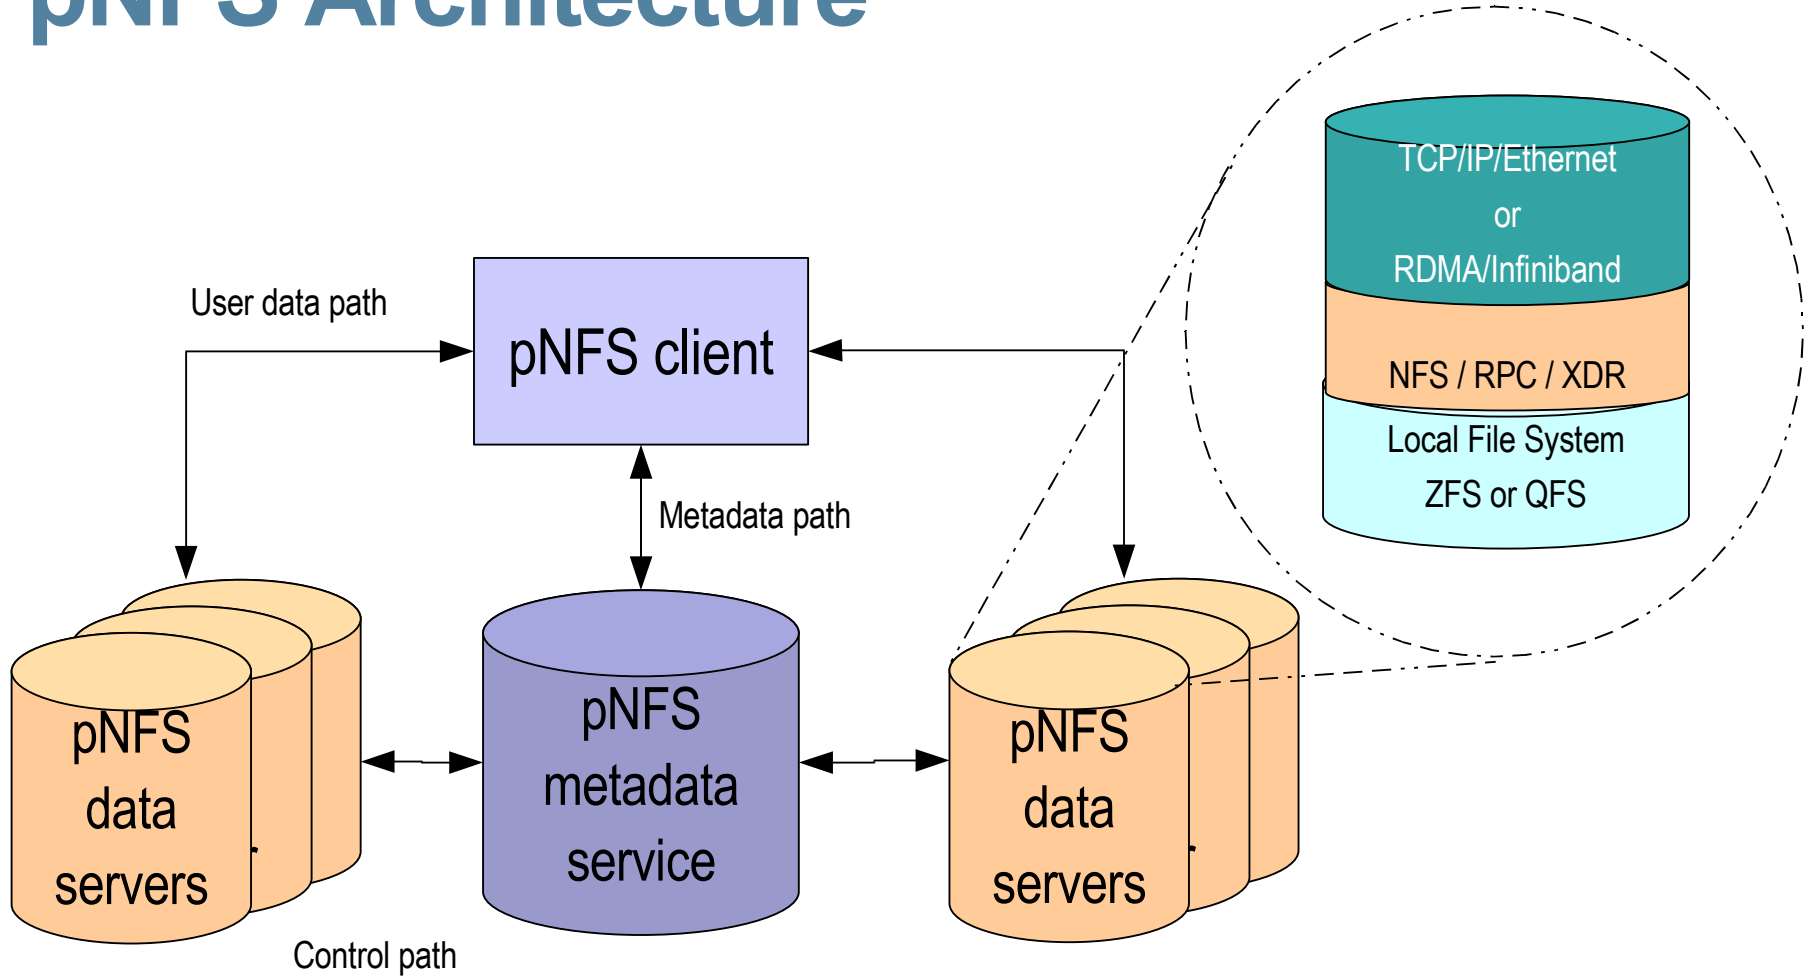 pNFS Architecture
TCP/IP/Ethernet
or
RDMA/Infiniband
NFS / RPC / XDR
Local File System
ZFS or QFS
User data path
pNFS client
Metadata path
pNFS
data
servers
pNFS
metadata
service
pNFS
data
servers
Control path